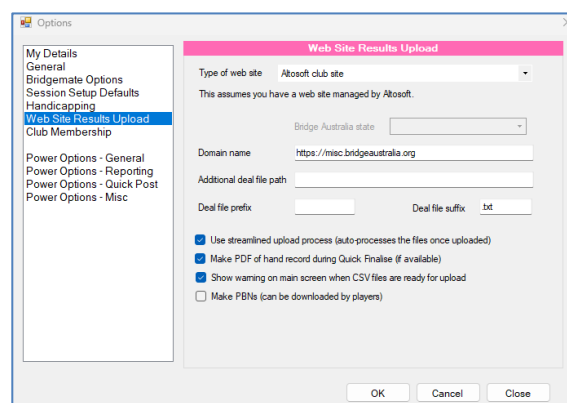 Options
My Details
General
Bridgemate Options
Session Setup Defaults
Handicapping
Web Site Results Upload
Club Membership
Power Options - General
Power Options - Reporting
Power Options - Quick Post
Power Options - Misc
Web Site Results Upload
Type of web site Altosoft club site
This assumes you have a web site managed by Altosoft.
Bridge Australia state
Domain name https://misc.bridgeaustralia.org
Additional deal file path
Deal file prefix Deal file suffix .txt
Use streamlined upload process (auto-processes the files once uploaded)
Make PDF of hand record during Quick Finalise (if available)
Show warning on main screen when CSV files are ready for upload
Make PBNs (can be downloaded by players)
OK Cancel Close